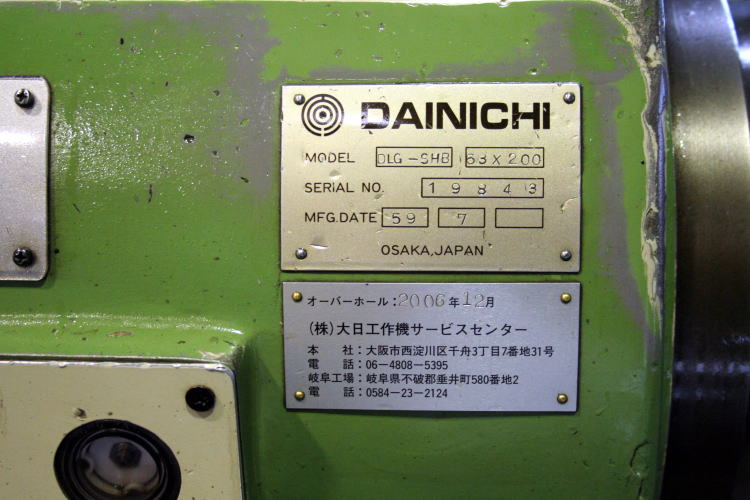 DAINICHI
MODEL DLG-SHB 63×200
SERIAL NO. 19843
MFG.DATE 59 7
OSAKA,JAPAN
オーバーホール:2006年12月
(株)大日工作機サービスセンター
本 社:大阪市西淀川区千舟3丁目7番地31号
電 話:06-4808-5395
岐阜工場:岐阜県不破郡垂井町580番地2
電 話:0584-23-2124